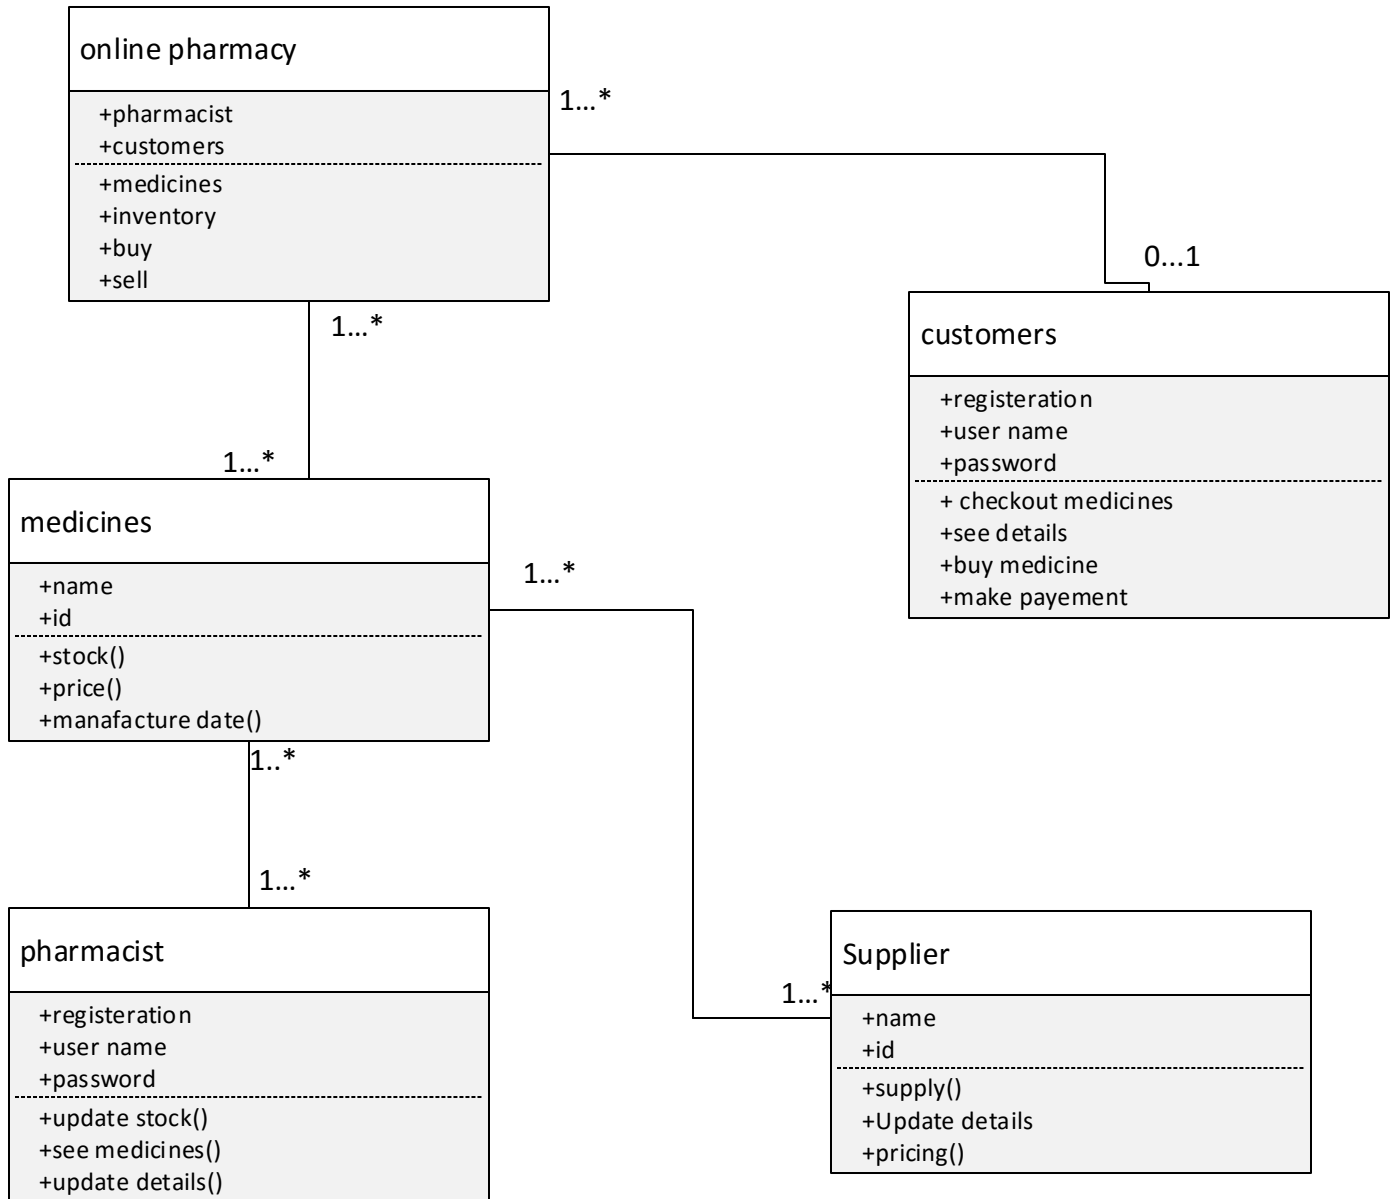 online pharmacy
+pharmacist
+customers
+medicines
+inventory
+buy
+sell
1...*
0...1
customers
+registeration
+user name
+password
+ checkout medicines
+see details
+buy medicine
+make payement
1...*
1...*
medicines
+name
+id
+stock()
+price()
+manafacture date()
1...*
1..*
1...*
pharmacist
+registeration
+user name
+password
+update stock()
+see medicines()
+update details()
1...*
Supplier
+name
+id
+supply()
+Update details
+pricing()